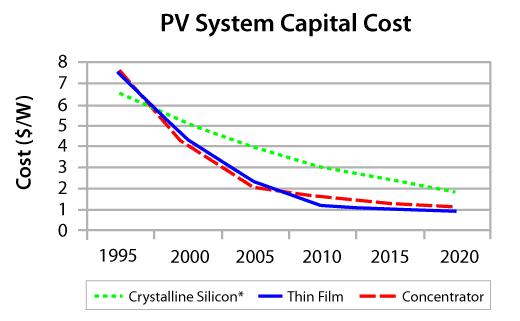 PV System Capital Cost
Cost ($/W)
8
7
6
5
4
3
2
1
0
1995 2000 2005 2010 2015 2020
Crystalline Silicon* Thin Film Concentrator